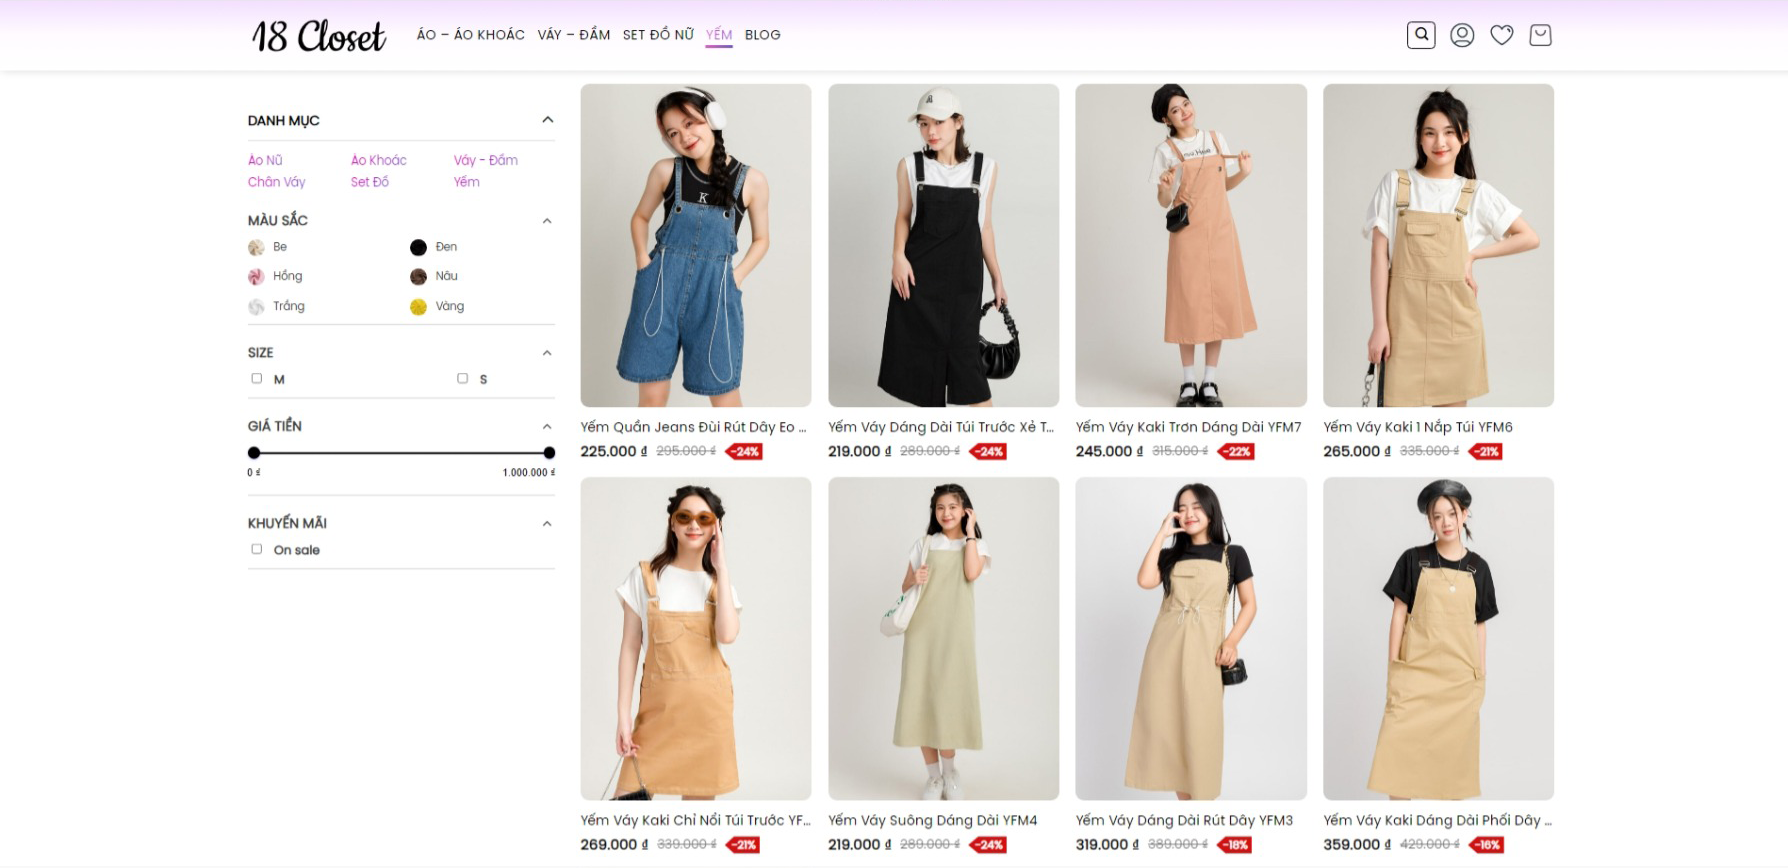 18 Closet
ÁO – ÁO KHOÁC VÁY – ĐẦM SET ĐỒ NỮ YẾM BLOG
DANH MỤC
Áo Nữ Áo Khoác Váy - Đầm
Chân Váy Set Đồ Yếm
MÀU SẮC
Be Đen
Hồng Nâu
Trắng Vàng
SIZE
M S
GIÁ TIỀN
0 ₫ 1.000.000 ₫
KHUYẾN MÃI
On sale
Yếm Quần Jeans Đùi Rút Dây Eo ... Yếm Váy Dáng Dài Túi Trước Xẻ T... Yếm Váy Kaki Trơn Dáng Dài YFM7 Yếm Váy Kaki 1 Nắp Túi YFM6
225.000 ₫ 295.000 ₫ -24% 219.000 ₫ 289.000 ₫ -24% 245.000 ₫ 315.000 ₫ -22% 265.000 ₫ 335.000 ₫ -21%
Yếm Váy Kaki Chỉ Nổi Túi Trước YF... Yếm Váy Suông Dáng Dài YFM4 Yếm Váy Dáng Dài Rút Dây YFM3 Yếm Váy Kaki Dáng Dài Phối Dây ...
269.000 ₫ 339.000 ₫ -21% 219.000 ₫ 289.000 ₫ -24% 319.000 ₫ 389.000 ₫ -18% 359.000 ₫ 429.000 ₫ -16%